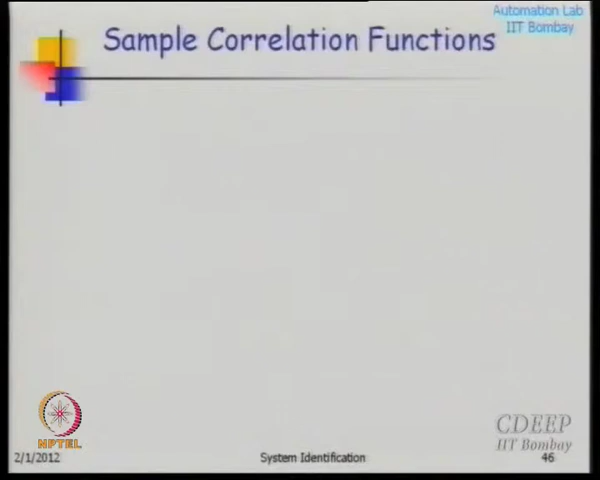 Automation Lab
IIT Bombay
Sample Correlation Functions
NPTEL
CDEEP
IIT Bombay
2/1/2012
System Identification
46